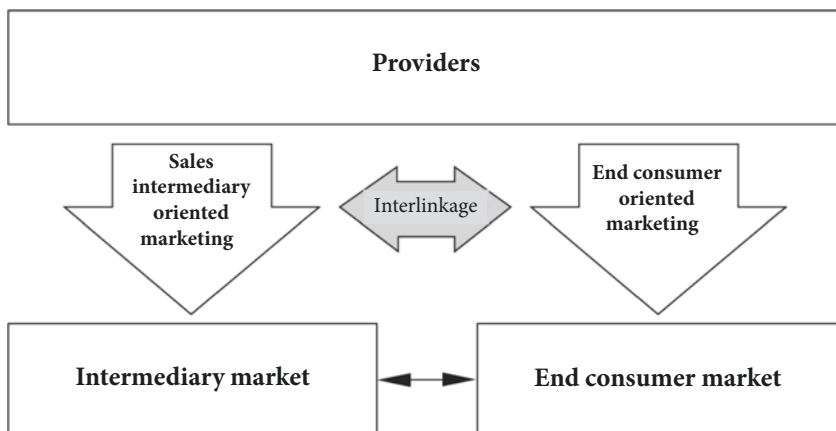 Providers
Sales
intermediary
oriented
marketing
Interlinkage
End consumer
oriented
marketing
Intermediary market
End consumer market